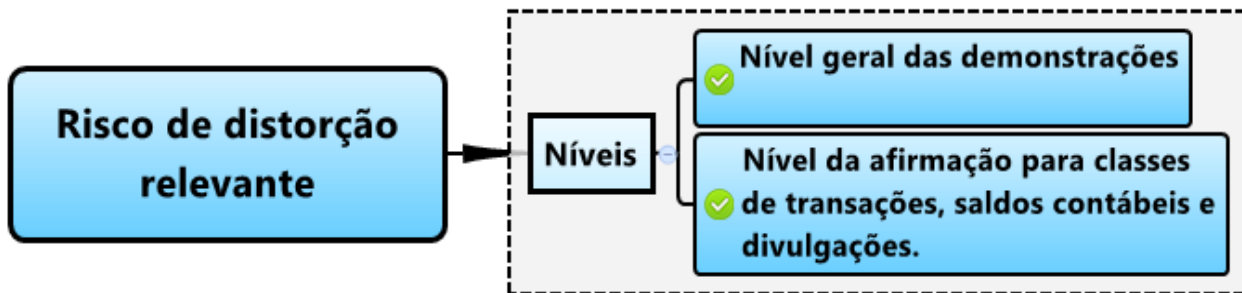 Risco de distorção
relevante
Níveis
Nível geral das demonstrações
Nível da afirmação para classes
de transações, saldos contábeis e
divulgações.